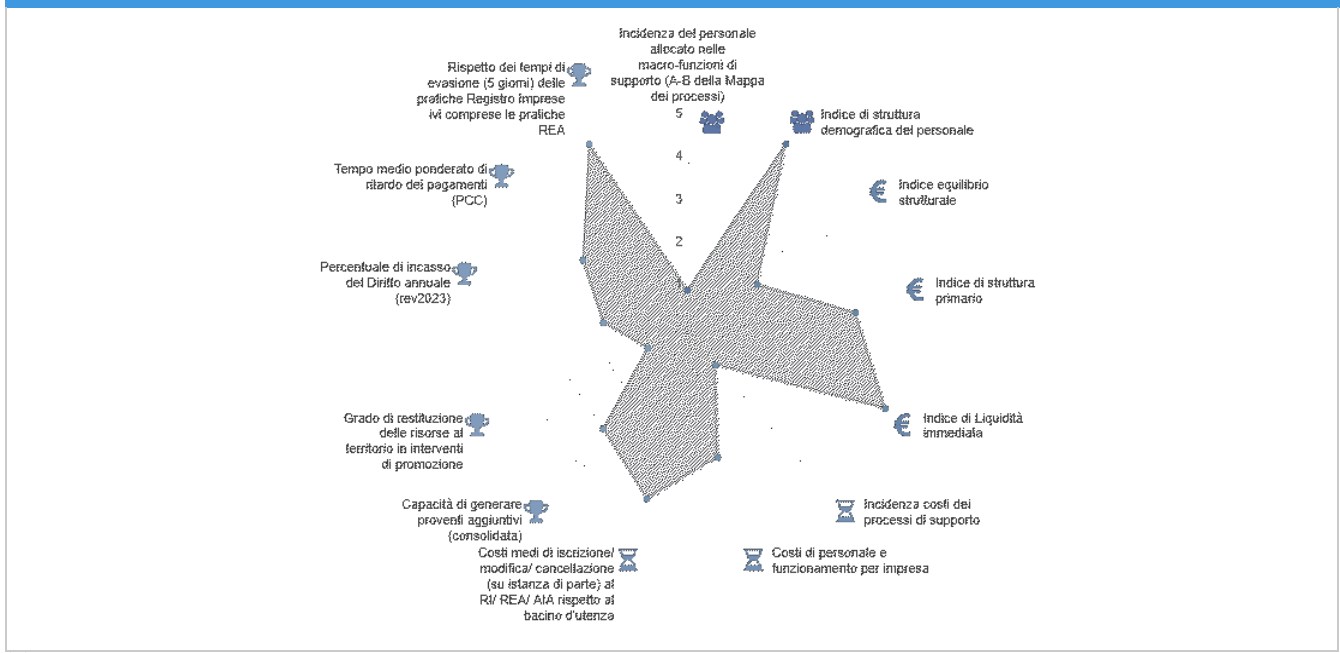 Incidenza del personale
allocato nelle
macro-funzioni di
supporto (A-B della Mappa
dei processi)
Rispetto dei tempi di
evasione (5 giorni) delle
pratiche Registro Imprese
ivi comprese le pratiche
REA
5
4
3
2
1
Indice di struttura
demografica del personale
Tempo medio ponderato di
ritardo dei pagamenti
(PCC)
Indice equilibrio
strutturale
Percentuale di incasso
del Diritto annuale
(rev2023)
Indice di struttura
primario
Grado di restituzione
delle risorse al
territorio in interventi
di promozione
Indice di Liquidità
immediata
Capacità di generare
proventi aggiuntivi
(consolidata)
Incidenza costi dei
processi di supporto
Costi medi di iscrizione/
modifica/ cancellazione
(su istanza di parte) al
RI/ REA/ AIA rispetto al
bacino d'utenza
Costi di personale e
funzionamento per impresa